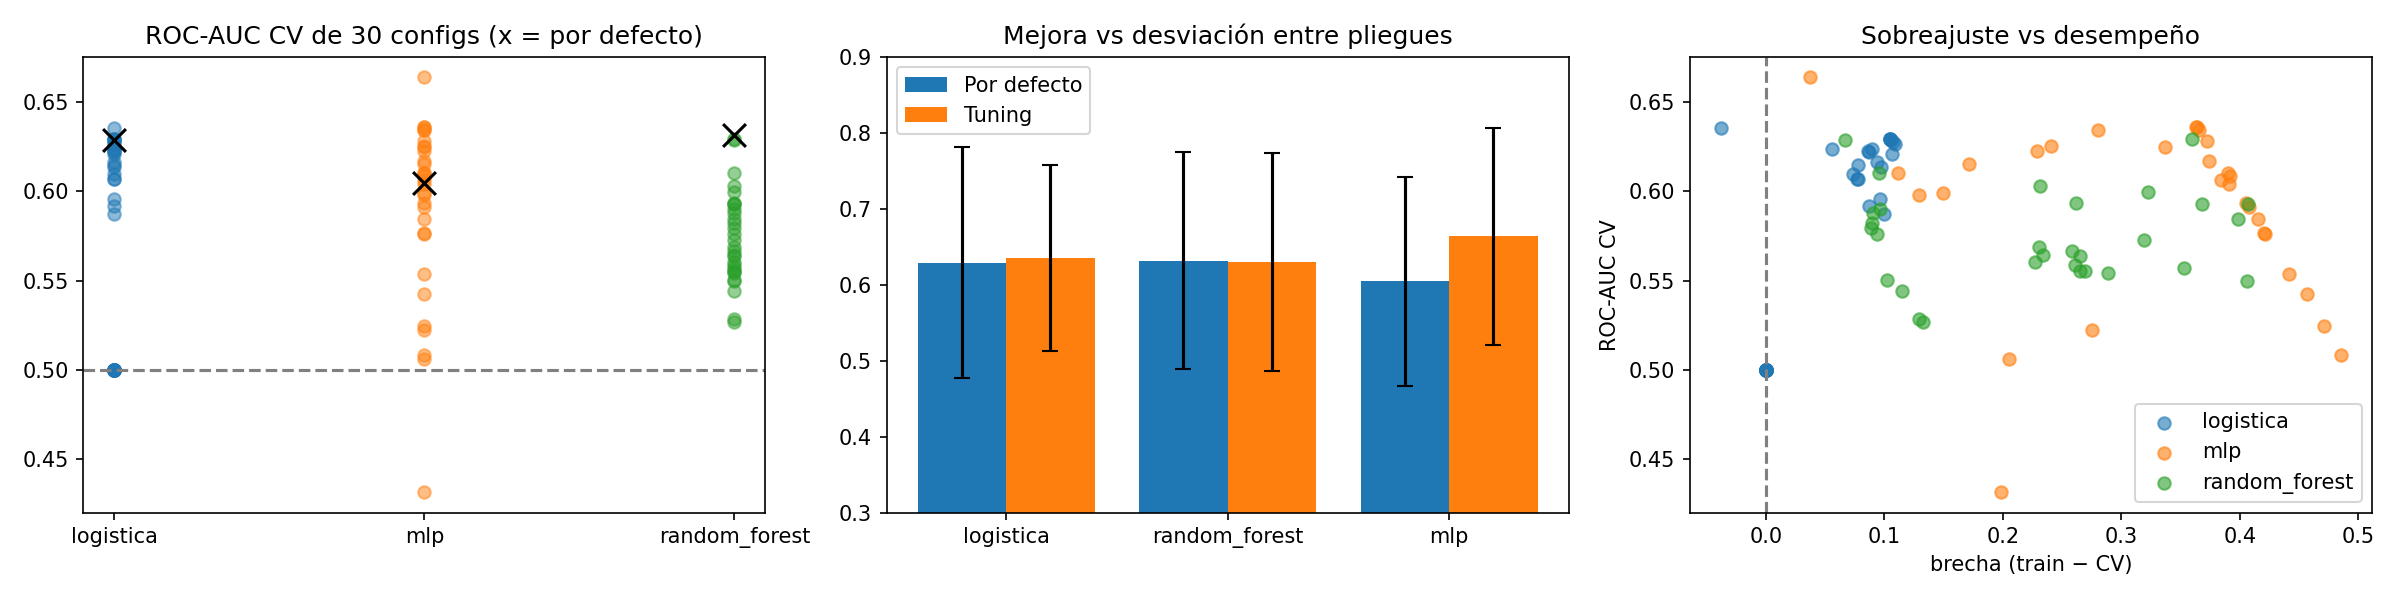 ROC-AUC CV de 30 configs (x = por defecto)
0.65
0.60
0.55
0.50
0.45
logistica
mlp
random_forest
Mejora vs desviación entre pliegues
Por defecto
Tuning
0.9
0.8
0.7
0.6
0.5
0.4
0.3
logistica
random_forest
mlp
Sobreajuste vs desempeño
ROC-AUC CV
0.65
0.60
0.55
0.50
0.45
logistica
mlp
random_forest
0.0
0.1
0.2
0.3
0.4
0.5
brecha (train − CV)